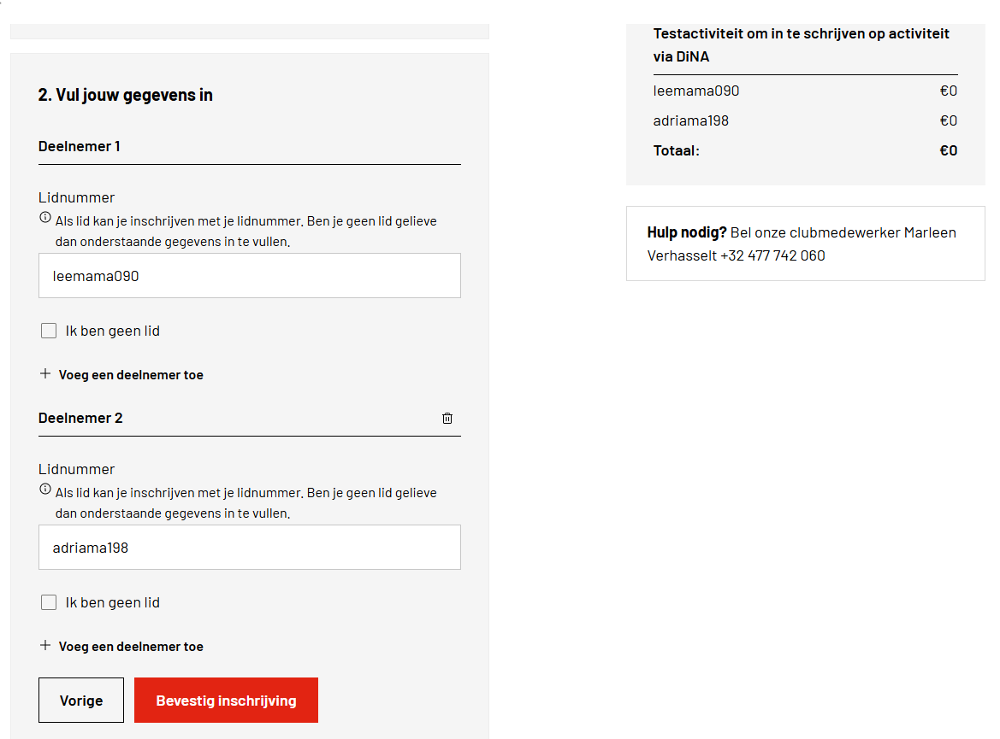 2. Vul jouw gegevens in
Deelnemer 1
Lidnummer
Als lid kan je inschrijven met je lidnummer. Ben je geen lid gelieve
dan onderstaande gegevens in te vullen.
leemama090
Ik ben geen lid
Voeg een deelnemer toe
Deelnemer 2
Lidnummer
Als lid kan je inschrijven met je lidnummer. Ben je geen lid gelieve
dan onderstaande gegevens in te vullen.
adriama198
Ik ben geen lid
Voeg een deelnemer toe
Vorige
Bevestig inschrijving
Testactiviteit om in te schrijven op activiteit
via DiNA
leemama090 €0
adriama198 €0
Totaal: €0
Hulp nodig? Bel onze clubmedewerker Marleen
Verhasselt +32 477 742 060